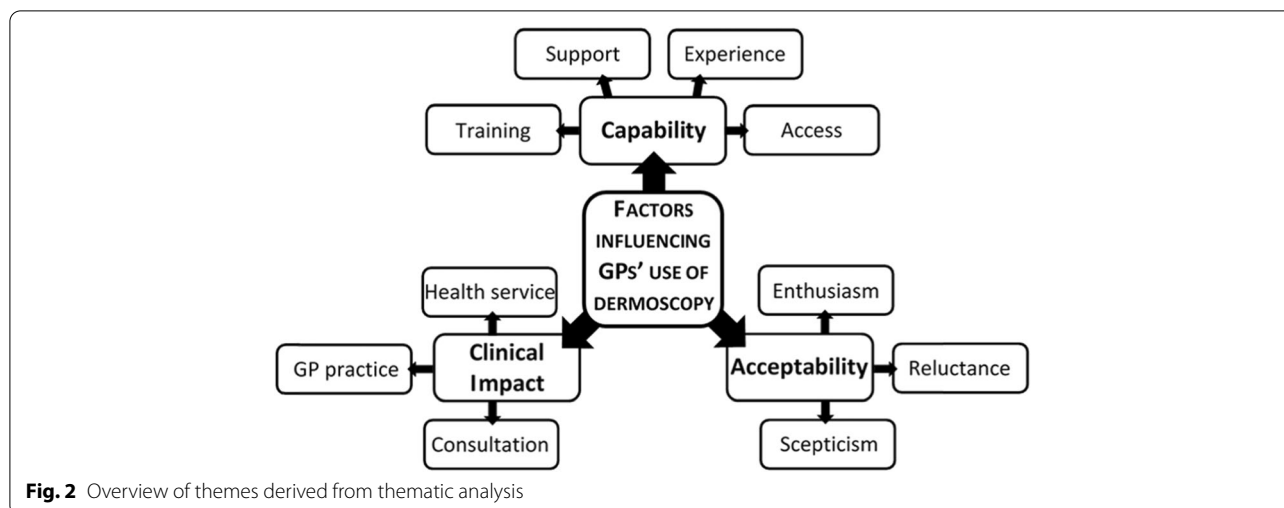 Support
Experience
Training
Capability
Access
FACTORS
INFLUENCING
GPS' USE OF
DERMOSCOPY
Health service
Enthusiasm
GP practice
Clinical
Impact
Acceptability
Reluctance
Consultation
Scepticism
Fig. 2 Overview of themes derived from thematic analysis